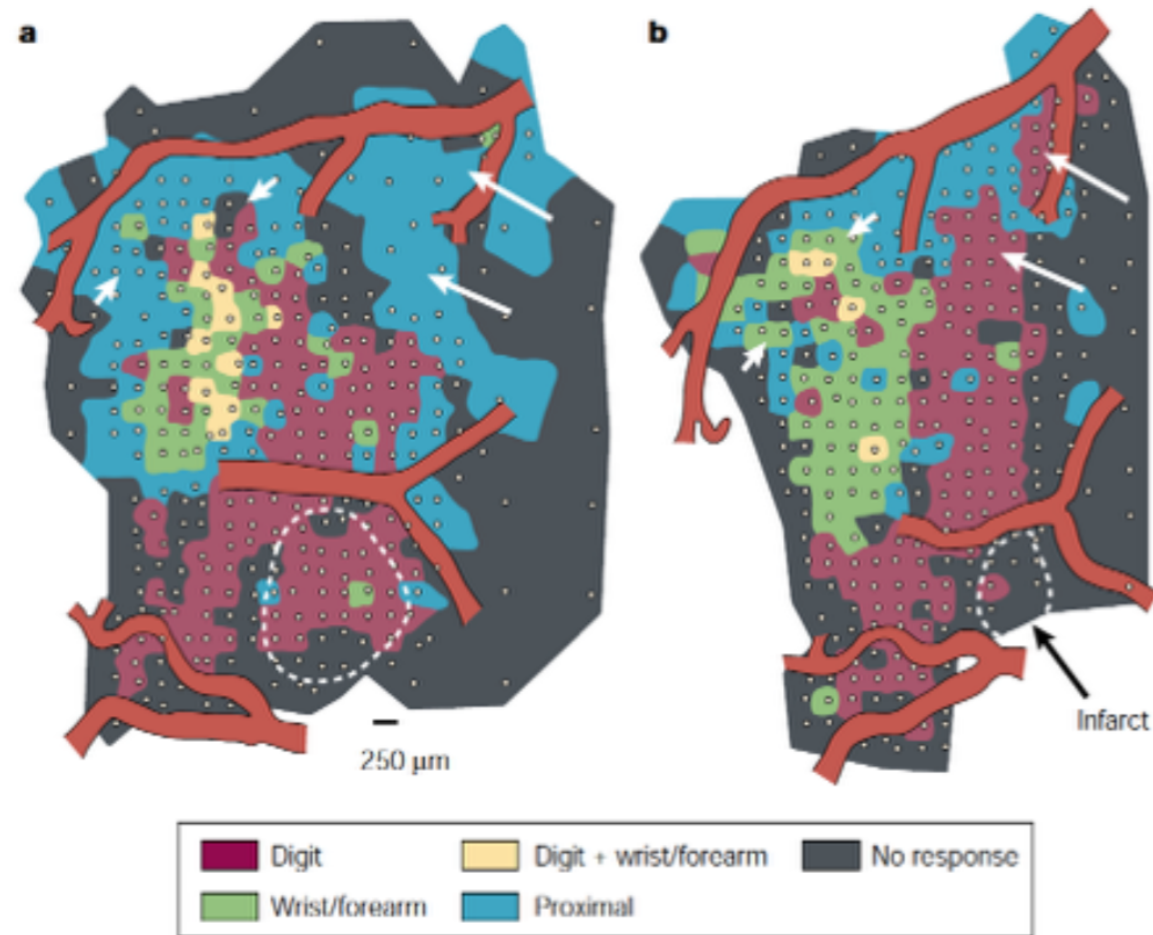 a
b
Infarct
250 µm
Digit
Digit + wrist/forearm
No response
Wrist/forearm
Proximal